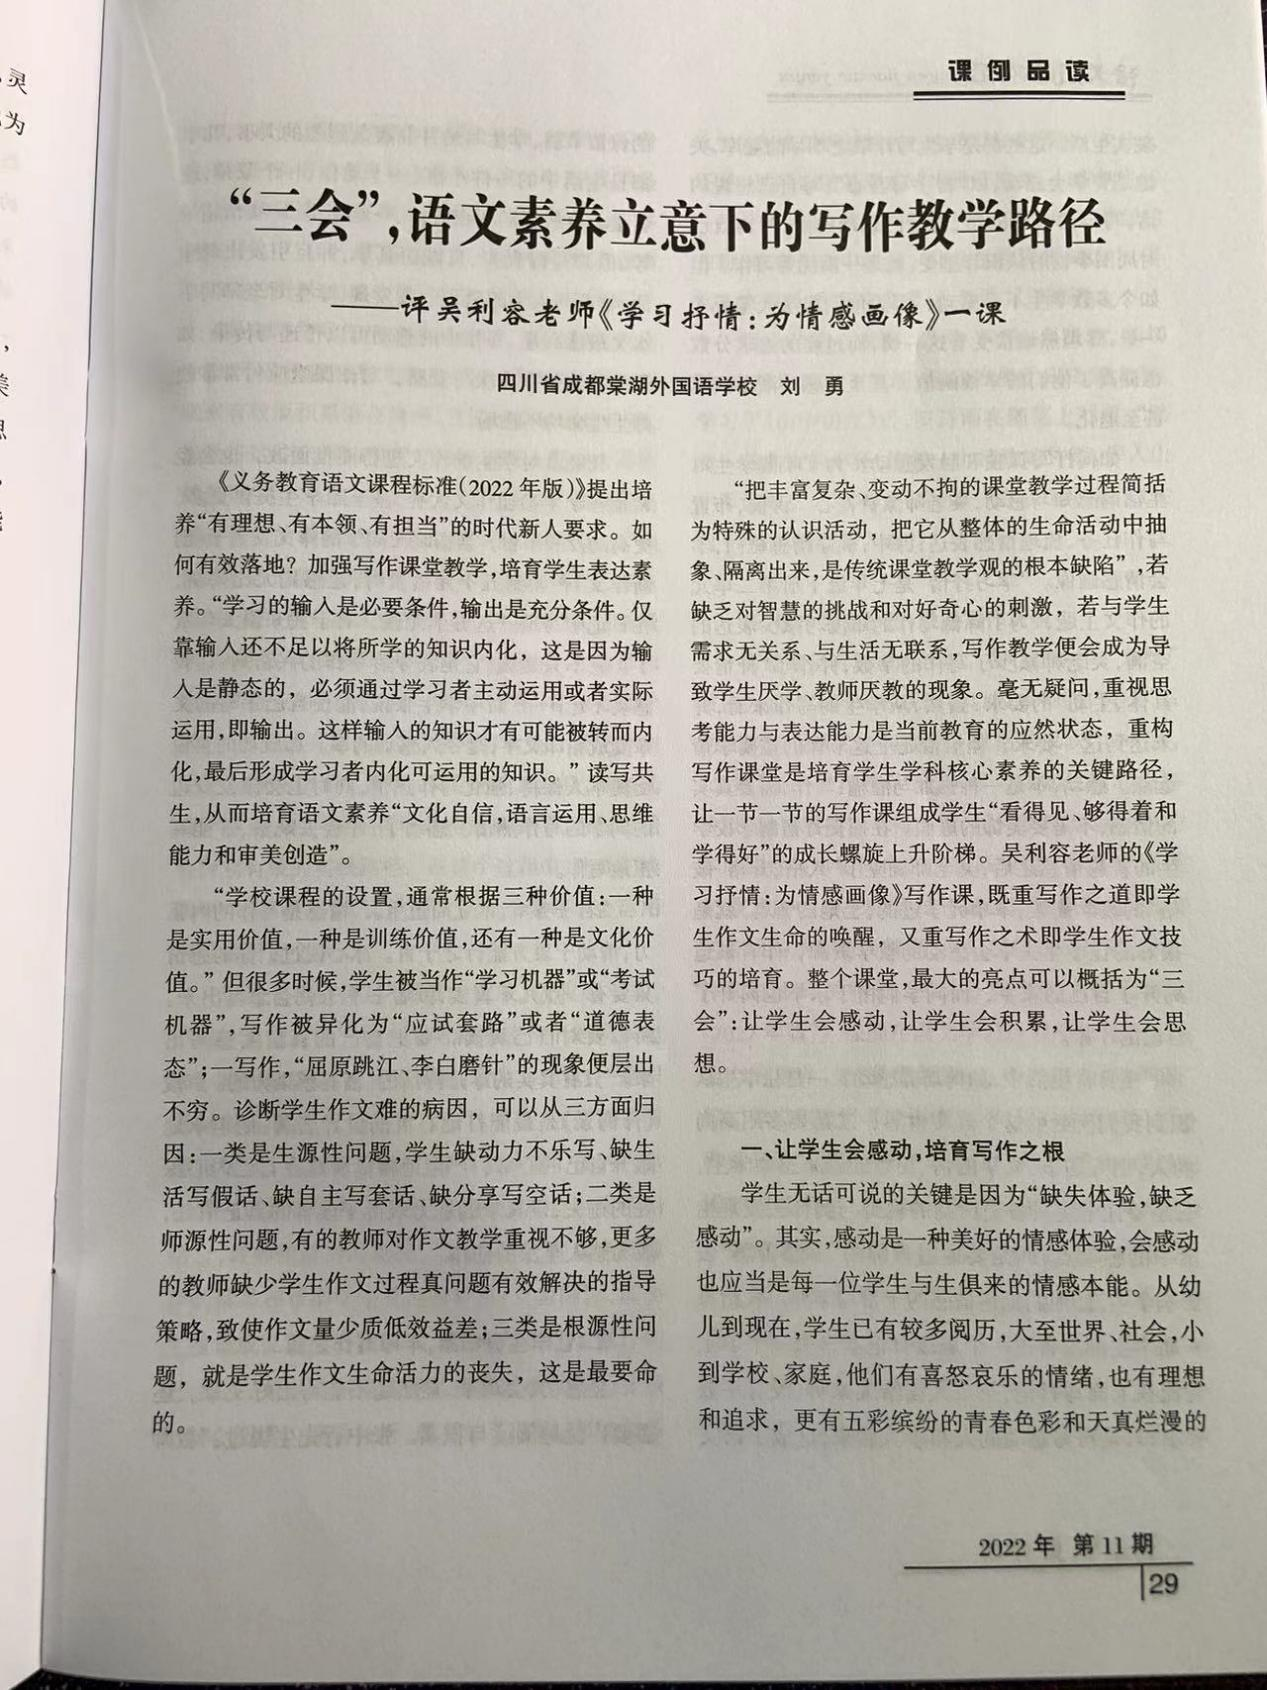 灵
为
，
美
思
课例品读
“三会”，语文素养立意下的写作教学路径
——评吴利容老师《学习抒情：为情感画像》一课
四川省成都棠湖外国语学校 刘 勇
《义务教育语文课程标准（2022年版）》提出培
养“有理想、有本领、有担当”的时代新人要求。如
何有效落地？加强写作课堂教学，培育学生表达素
养。“学习的输入是必要条件，输出是充分条件。仅
靠输入还不足以将所学的知识内化，这是因为输
入是静态的，必须通过学习者主动运用或者实际
运用，即输出。这样输入的知识才有可能被转而内
化，最后形成学习者内化可运用的知识。”读写共
生，从而培育语文素养“文化自信，语言运用、思维
能力和审美创造”。
“学校课程的设置，通常根据三种价值：一种
是实用价值，一种是训练价值，还有一种是文化价
值。”但很多时候，学生被当作“学习机器”或“考试
机器”，写作被异化为“应试套路”或者“道德表
态”；一写作，“屈原跳江、李白磨针”的现象便层出
不穷。诊断学生作文难的病因，可以从三方面归
因：一类是生源性问题，学生缺动力不乐写、缺生
活写假话、缺自主写套话、缺分享写空话；二类是
师源性问题，有的教师对作文教学重视不够，更多
的教师缺少学生作文过程真问题有效解决的指导
策略，致使作文量少质低效益差；三类是根源性问
题，就是学生作文生命活力的丧失，这是最要命
的。
“把丰富复杂、变动不拘的课堂教学过程简括
为特殊的认识活动，把它从整体的生命活动中抽
象、隔离出来，是传统课堂教学观的根本缺陷”，若
缺乏对智慧的挑战和对好奇心的刺激，若与学生
需求无关系、与生活无联系，写作教学便会成为导
致学生厌学、教师厌教的现象。毫无疑问，重视思
考能力与表达能力是当前教育的应然状态，重构
写作课堂是培育学生学科核心素养的关键路径，
让一节一节的写作课组成学生“看得见、够得着和
学得好”的成长螺旋上升阶梯。吴利容老师的《学
习抒情：为情感画像》写作课，既重写作之道即学
生作文生命的唤醒，又重写作之术即学生作文技
巧的培育。整个课堂，最大的亮点可以概括为“三
会”：让学生会感动，让学生会积累，让学生会思
想。
一、让学生会感动，培育写作之根
学生无话可说的关键是因为“缺失体验，缺乏
感动”。其实，感动是一种美好的情感体验，会感动
也应当是每一位学生与生俱来的情感本能。从幼
儿到现在，学生已有较多阅历，大至世界、社会，小
到学校、家庭，他们有喜怒哀乐的情绪，也有理想
和追求，更有五彩缤纷的青春色彩和天真烂漫的
2022年 第11期
29